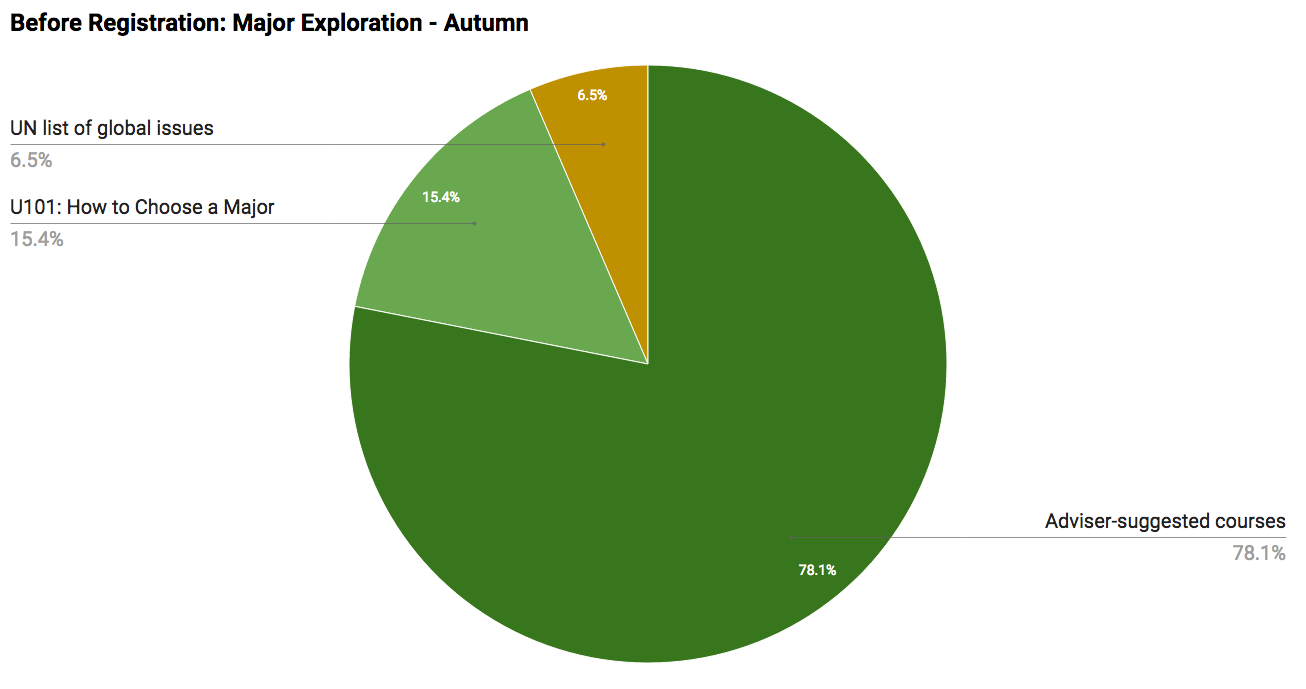 Before Registration: Major Exploration - Autumn
6.5%
UN list of global issues
6.5%
15.4%
U101: How to Choose a Major
15.4%
Adviser-suggested courses
78.1%
78.1%